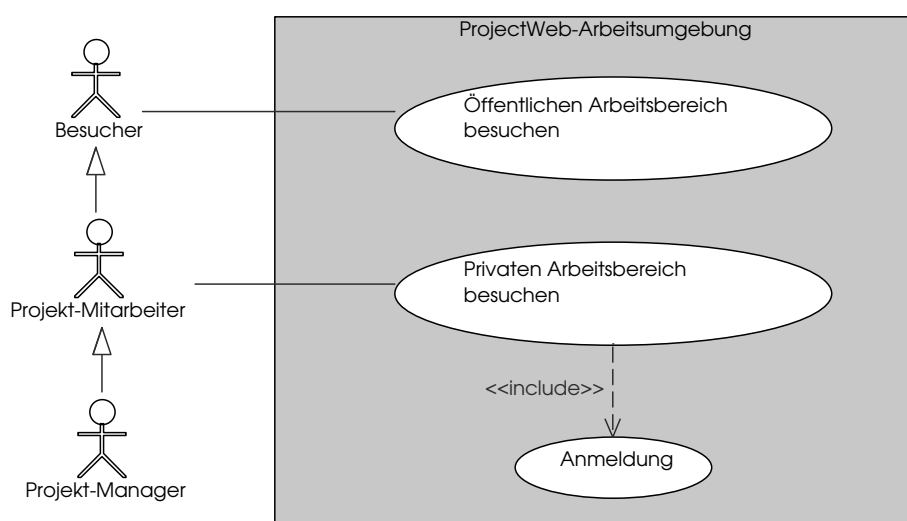 ProjectWeb-Arbeitsumgebung
Öffentlichen Arbeitsbereich
besuchen
Besucher
Privaten Arbeitsbereich
besuchen
Projekt-Mitarbeiter
<<include>>
Anmeldung
Projekt-Manager